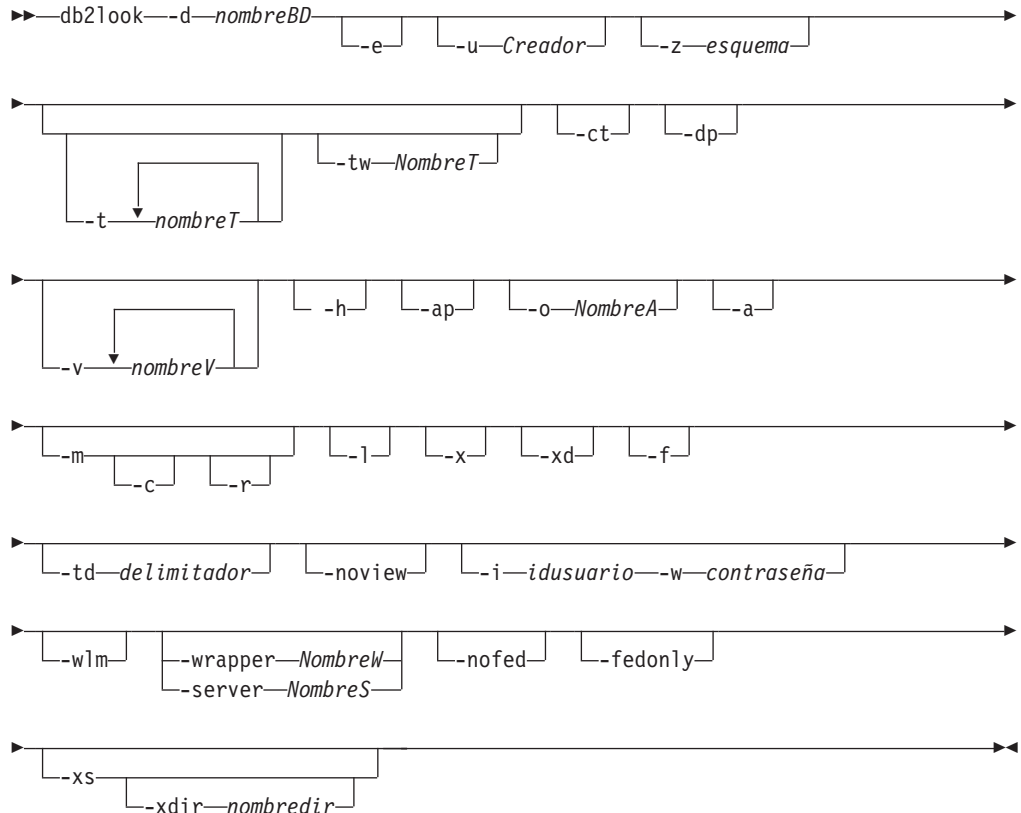 db2look -d nombreBD -e -u Creador -z esquema
-t nombreT -tw NombreT -ct -dp
-v nombreV -h -ap -o NombreA -a
-m -c -r -l -x -xd -f
-td delimitador -noview -i idusuario -w contraseña
-wlm -wrapper NombreW -nofed -fedonly
-server NombreS
-xs
-xdir nombredir